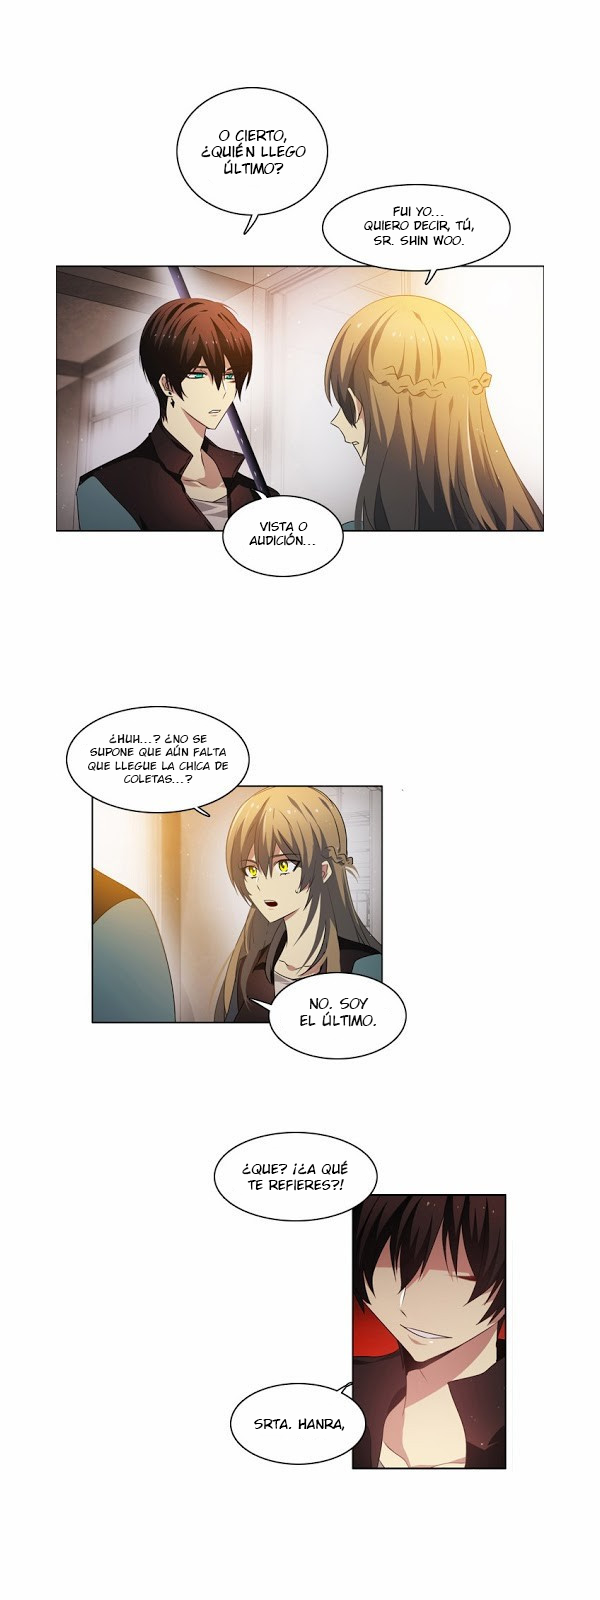 O CIERTO,
¿QUIÉN LLEGO
ÚLTIMO?
FUI YO...
QUIERO DECIR, TÚ,
SR. SHIN WOO.
VISTA O
AUDICIÓN...
¿HUH...? ¿NO SE
SUPONE QUE AÚN FALTA
QUE LLEGUE LA CHICA DE
COLETAS...?
NO. SOY
EL ÚLTIMO.
¿QUE? ¡¿A QUÉ
TE REFIERES?!
SRTA. HANRA,